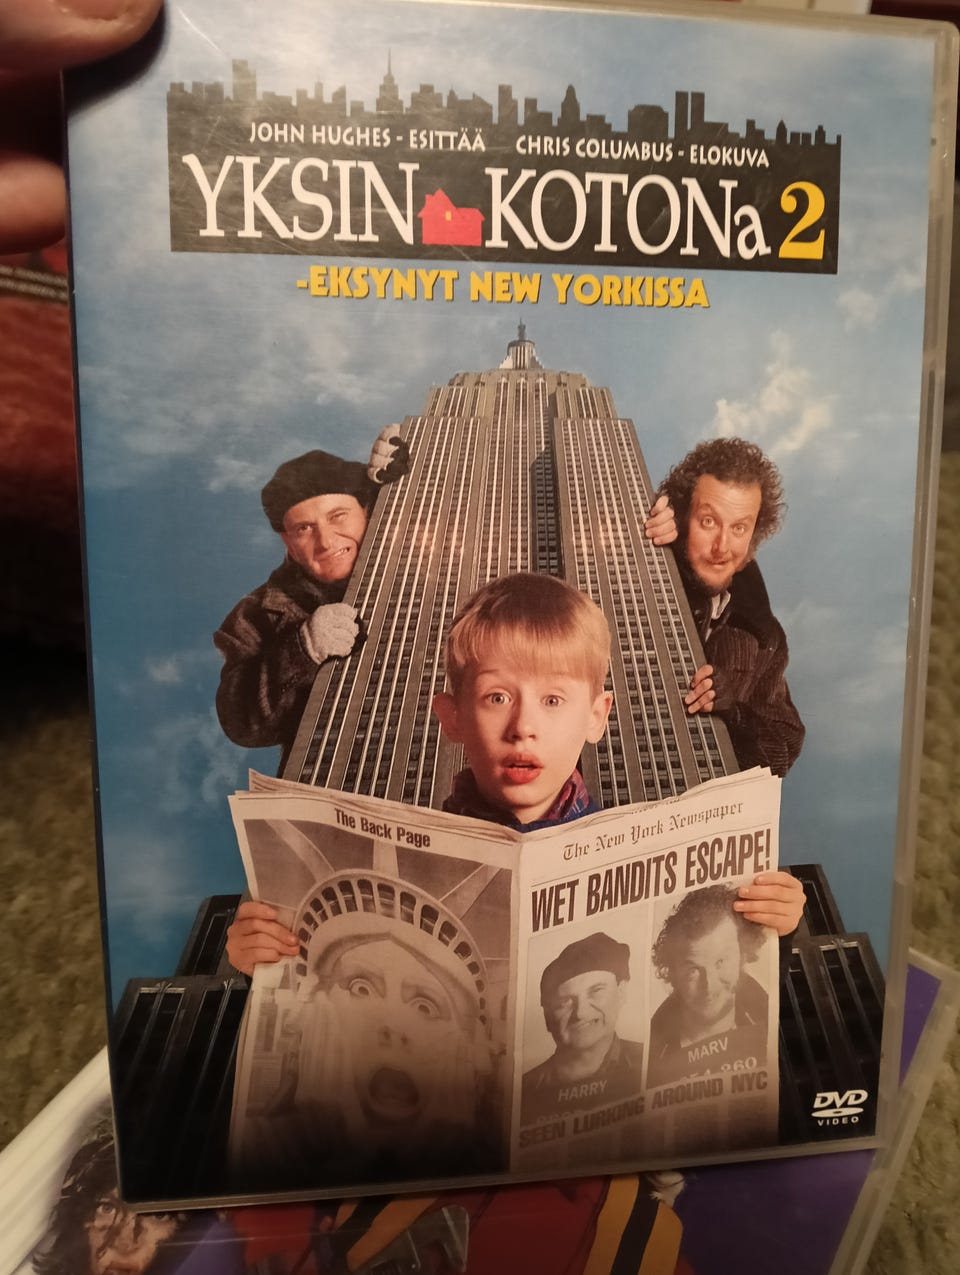 JOHN HUGHES - ESITTÄÄ CHRIS COLUMBUS - ELOKUVA
YKSIN KOTONa 2
-EKSYNYT NEW YORKISSA
The Back Page
The New York Newspaper
WET BANDITS ESCAPE!
HARRY
MARV
SEEN LURKING AROUND NYC
DVD
VIDEO